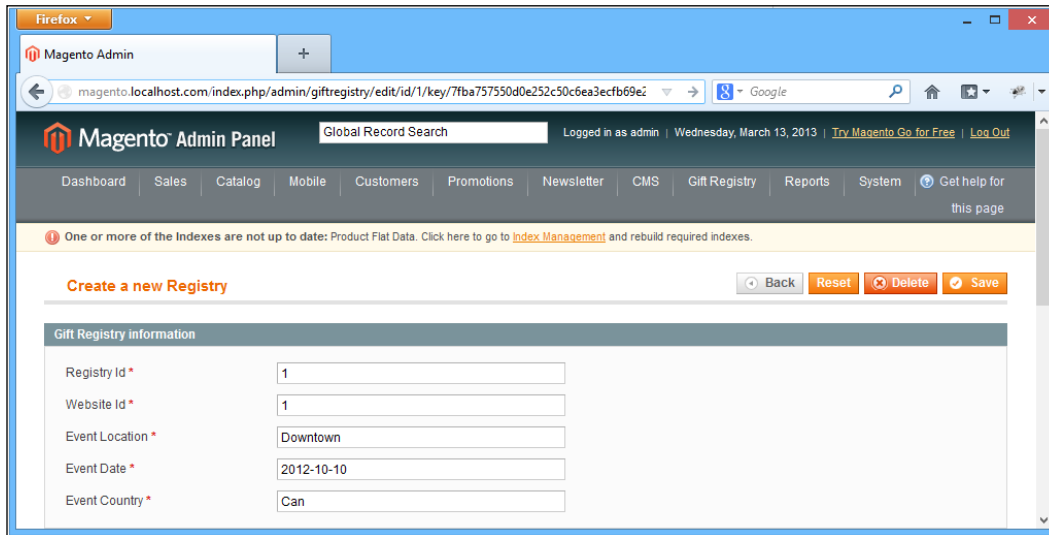 Firefox
Magento Admin
magento.localhost.com/index.php/admin/giftregistry/edit/id/1/key/7fba757550d0e252c50c6ea3ecfb69e2
Google
Magento Admin Panel
Global Record Search
Logged in as admin | Wednesday, March 13, 2013 | Try Magento Go for Free | Log Out
Dashboard Sales Catalog Mobile Customers Promotions Newsletter CMS Gift Registry Reports System Get help for this page
One or more of the Indexes are not up to date: Product Flat Data. Click here to go to Index Management and rebuild required indexes.
Create a new Registry
Back Reset Delete Save
Gift Registry information
Registry Id * 1
Website Id * 1
Event Location * Downtown
Event Date * 2012-10-10
Event Country * Can